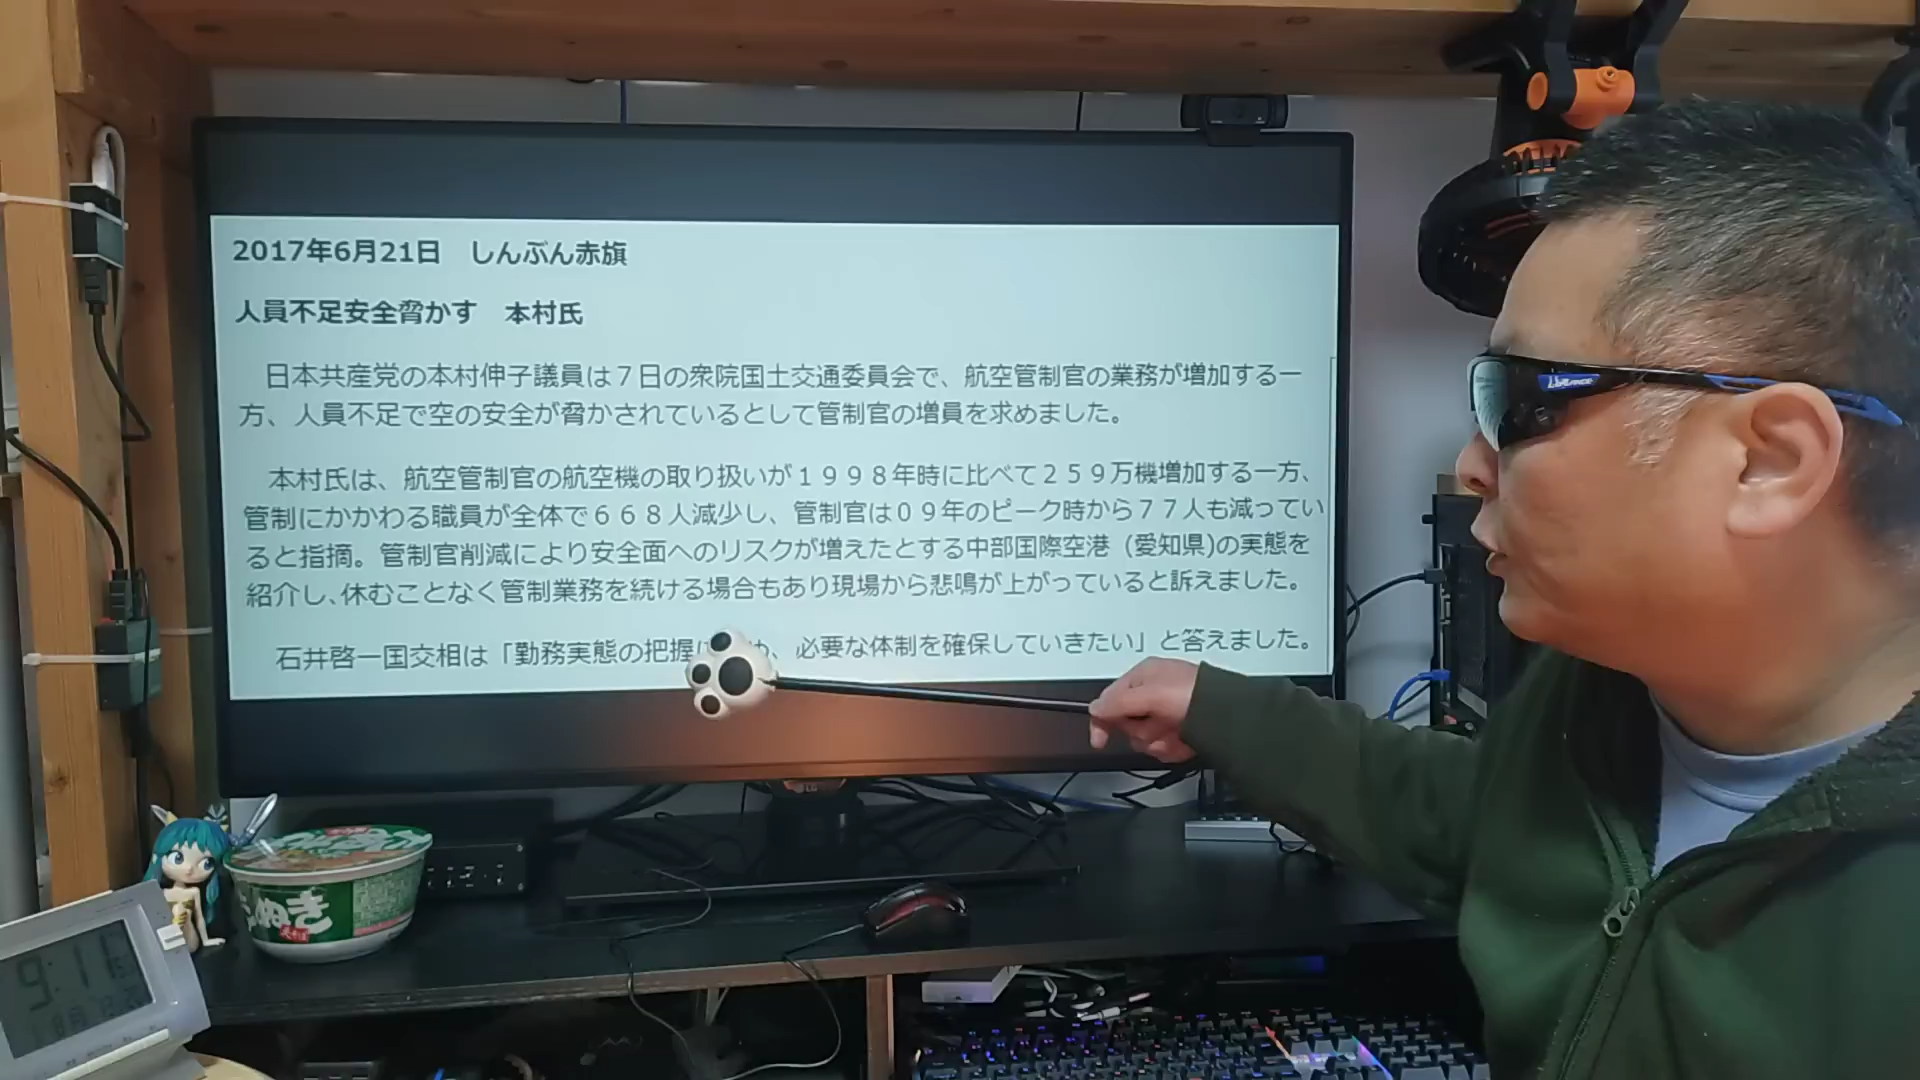 2017年6月21日　しんぶん赤旗
人員不足安全脅かす　本村氏
日本共産党の本村伸子議員は７日の衆院国土交通委員会で、航空管制官の業務が増加する一
方、人員不足で空の安全が脅かされているとして管制官の増員を求めました。
本村氏は、航空管制官の航空機の取り扱いが１９９８年時に比べて２５９万機増加する一方、
管制にかかわる職員が全体で６６８人減少し、管制官は０９年のピーク時から７７人も減ってい
ると指摘。管制官削減により安全面へのリスクが増えたとする中部国際空港（愛知県)の実態を
紹介し、休むことなく管制業務を続ける場合もあり現場から悲鳴が上がっていると訴えました。
石井啓一国交相は「勤務実態の把握に、必要な体制を確保していきたい」と答えました。
たぬき
9:11